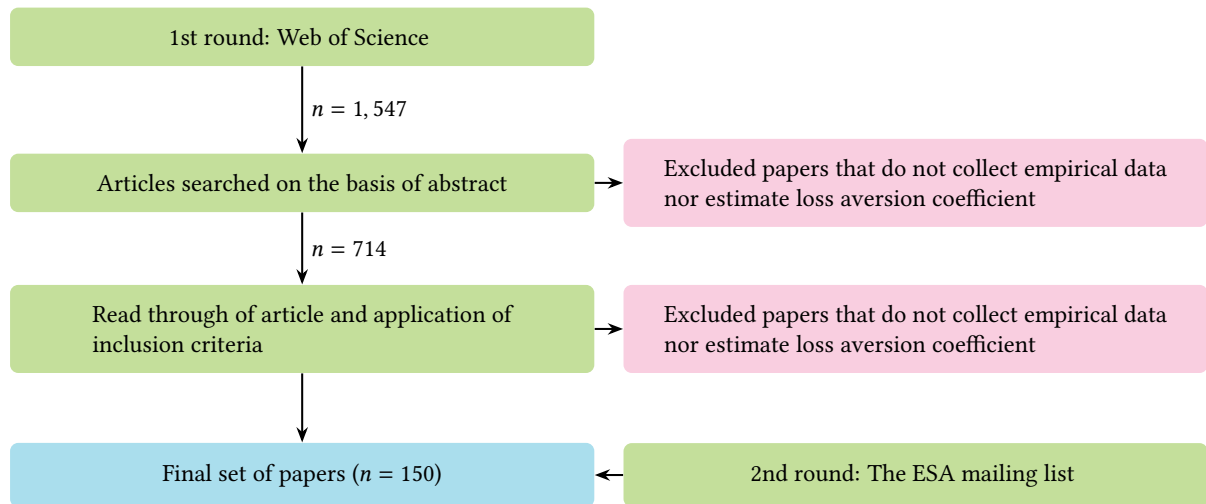 1st round: Web of Science
n = 1, 547
Articles searched on the basis of abstract
Excluded papers that do not collect empirical data
nor estimate loss aversion coefficient
n = 714
Read through of article and application of
inclusion criteria
Excluded papers that do not collect empirical data
nor estimate loss aversion coefficient
Final set of papers (n = 150)
2nd round: The ESA mailing list